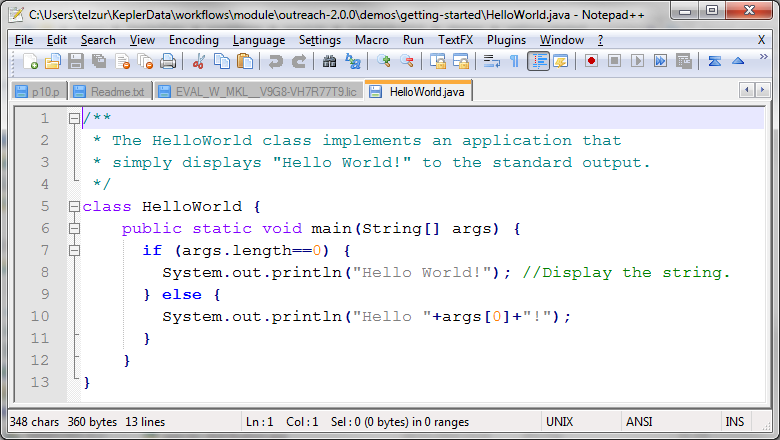 C:\Users\telzur\KeplerData\workflows\module\outreach-2.0.0\demos\getting-started\HelloWorld.java - Notepad++
File Edit Search View Encoding Language Settings Macro Run TextFX Plugins Window ? X
p10.p Readme.txt EVAL_W_MKL__V9G8-VH7R77T9.lic HelloWorld.java
1 /**
2 * The HelloWorld class implements an application that
3 * simply displays "Hello World!" to the standard output.
4 */
5 class HelloWorld {
6 public static void main(String[] args) {
7 if (args.length==0) {
8 System.out.println("Hello World!"); //Display the string.
9 } else {
10 System.out.println("Hello "+args[0]+"!");
11 }
12 }
13 }
348 chars 360 bytes 13 lines Ln : 1 Col : 1 Sel : 0 (0 bytes) in 0 ranges UNIX ANSI INS